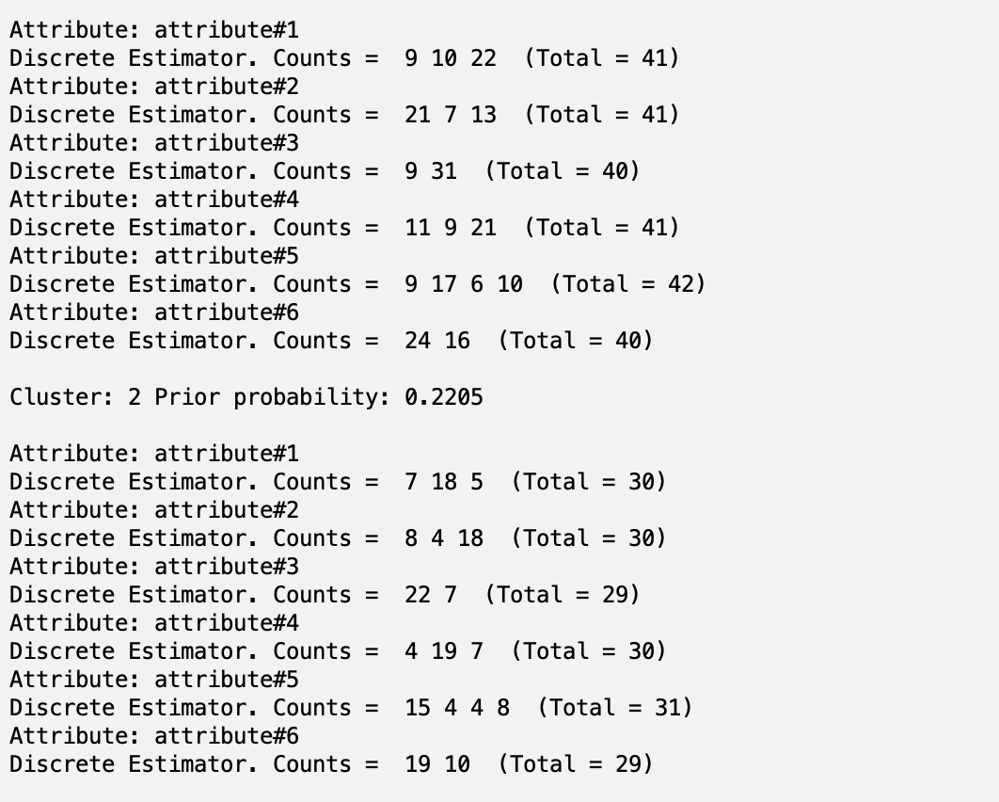 Attribute: attribute#1
Discrete Estimator. Counts =  9 10 22  (Total = 41)
Attribute: attribute#2
Discrete Estimator. Counts =  21 7 13  (Total = 41)
Attribute: attribute#3
Discrete Estimator. Counts =  9 31  (Total = 40)
Attribute: attribute#4
Discrete Estimator. Counts =  11 9 21  (Total = 41)
Attribute: attribute#5
Discrete Estimator. Counts =  9 17 6 10  (Total = 42)
Attribute: attribute#6
Discrete Estimator. Counts =  24 16  (Total = 40)
Cluster: 2 Prior probability: 0.2205
Attribute: attribute#1
Discrete Estimator. Counts =  7 18 5  (Total = 30)
Attribute: attribute#2
Discrete Estimator. Counts =  8 4 18  (Total = 30)
Attribute: attribute#3
Discrete Estimator. Counts =  22 7  (Total = 29)
Attribute: attribute#4
Discrete Estimator. Counts =  4 19 7  (Total = 30)
Attribute: attribute#5
Discrete Estimator. Counts =  15 4 4 8  (Total = 31)
Attribute: attribute#6
Discrete Estimator. Counts =  19 10  (Total = 29)